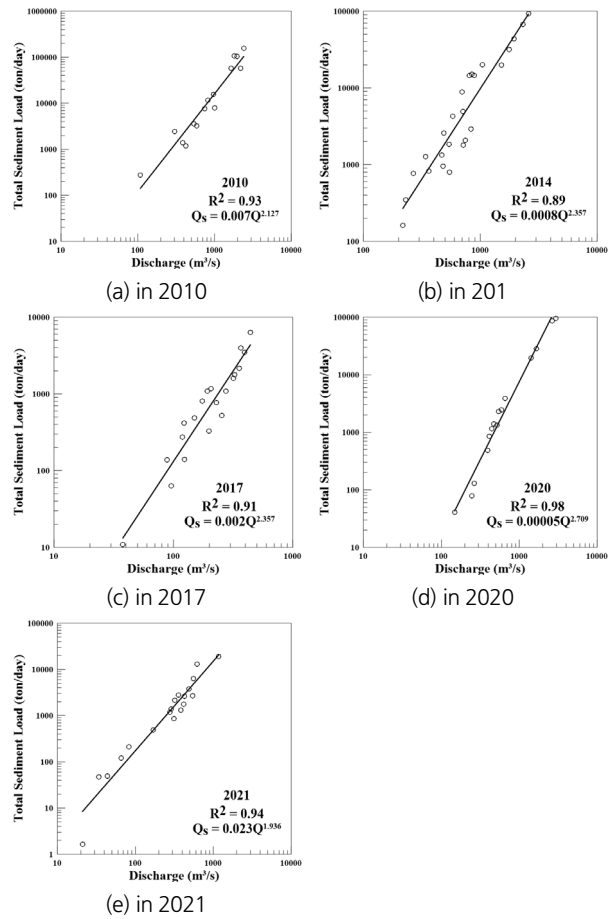 Total Sediment Load (ton/day)
1000000
100000
10000
1000
100
10
1
10
100
1000
10000
Discharge (m³/s)
2010
R² = 0.93
Qs = 0.007Q^2.127
(a) in 2010
Total Sediment Load (ton/day)
100000
10000
1000
100
100
1000
10000
Discharge (m³/s)
2014
R² = 0.89
Qs = 0.0008Q^2.357
(b) in 201
Total Sediment Load (ton/day)
10000
1000
100
10
10
100
1000
Discharge (m³/s)
2017
R² = 0.91
Qs = 0.002Q^2.357
(c) in 2017
Total Sediment Load (ton/day)
100000
10000
1000
100
10
10
100
1000
10000
Discharge (m³/s)
2020
R² = 0.98
Qs = 0.00005Q^2.709
(d) in 2020
Total Sediment Load (ton/day)
100000
10000
1000
100
10
1
10
100
1000
10000
Discharge (m³/s)
2021
R² = 0.94
Qs = 0.023Q^1.936
(e) in 2021